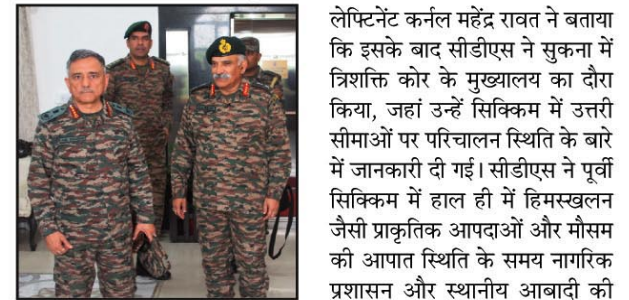 लेफ्टिनेंट कर्नल महेंद्र रावत ने बताया
कि इसके बाद सीडीएस ने सुकना में
त्रिशक्ति कोर के मुख्यालय का दौरा
किया, जहां उन्हें सिक्किम में उत्तरी
सीमाओं पर परिचालन स्थिति के बारे
में जानकारी दी गई। सीडीएस ने पूर्वी
सिक्किम में हाल ही में हिमस्खलन
जैसी प्राकृतिक आपदाओं और मौसम
की आपात स्थिति के समय नागरिक
प्रशासन और स्थानीय आबादी की